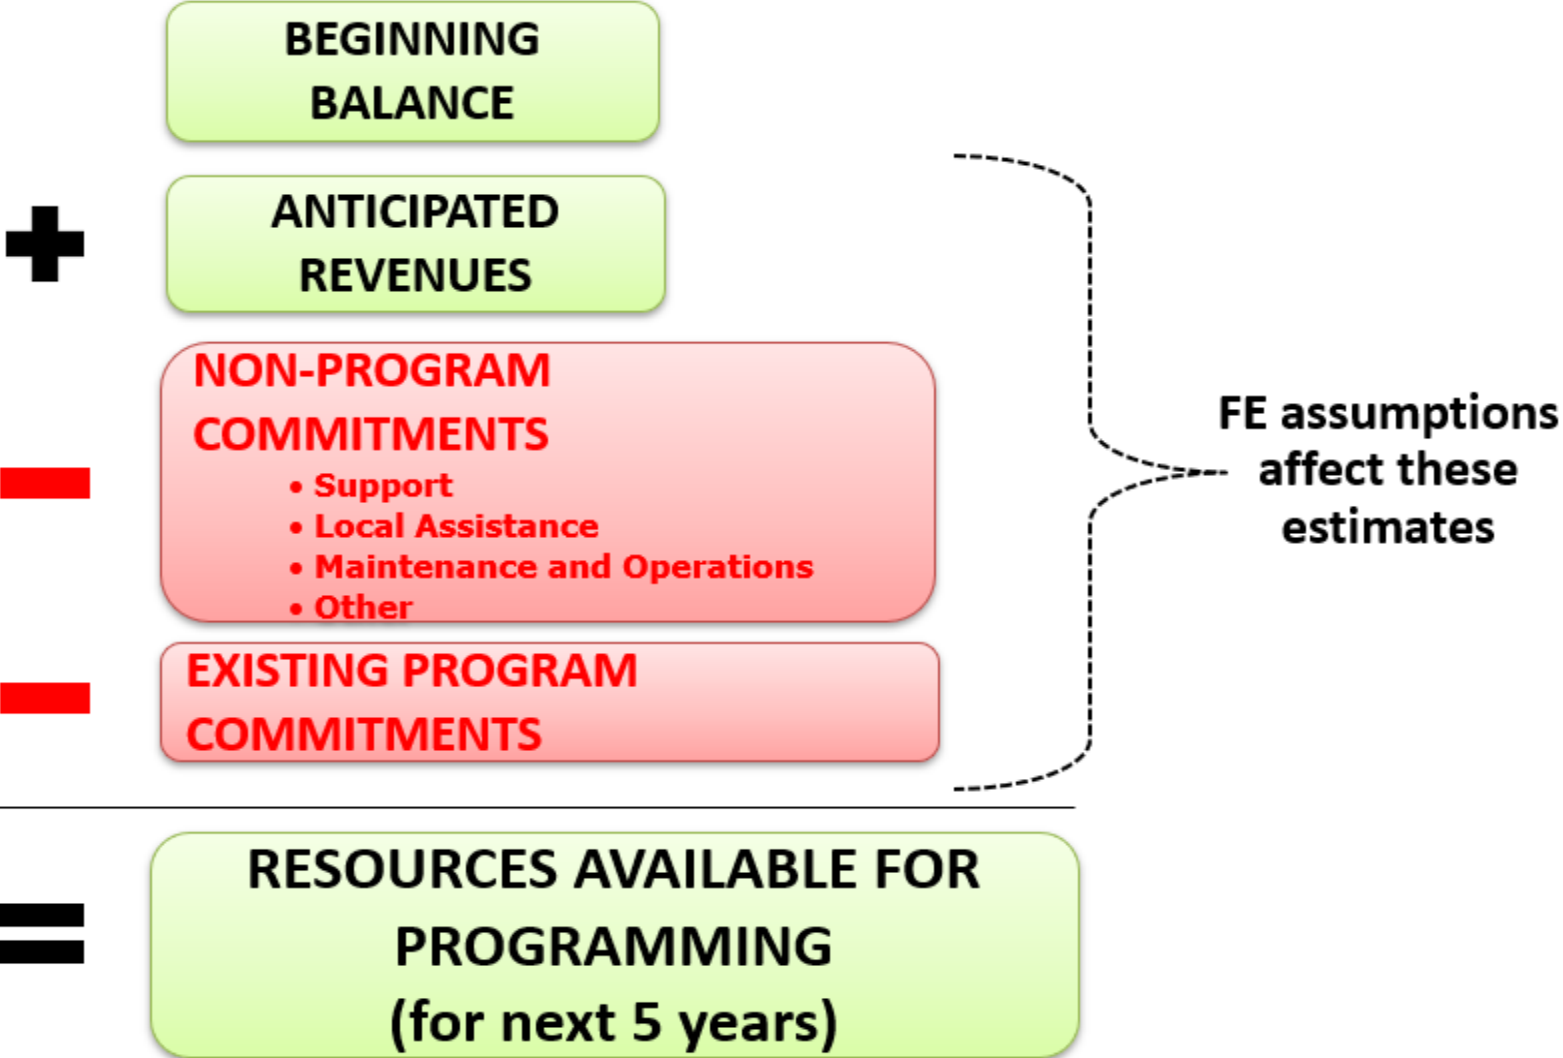 BEGINNING
BALANCE
ANTICIPATED
REVENUES
NON-PROGRAM
COMMITMENTS
• Support
• Local Assistance
• Maintenance and Operations
• Other
EXISTING PROGRAM
COMMITMENTS
FE assumptions
affect these
estimates
RESOURCES AVAILABLE FOR
PROGRAMMING
(for next 5 years)